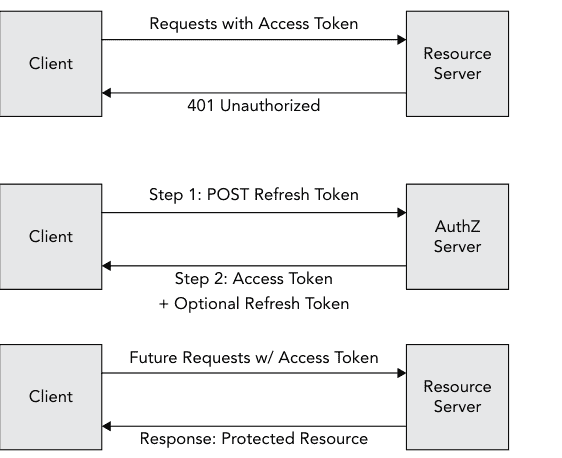 Requests with Access Token
Client
Resource
Server
401 Unauthorized
Step 1: POST Refresh Token
Client
AuthZ
Server
Step 2: Access Token
+ Optional Refresh Token
Future Requests w/ Access Token
Client
Resource
Server
Response: Protected Resource